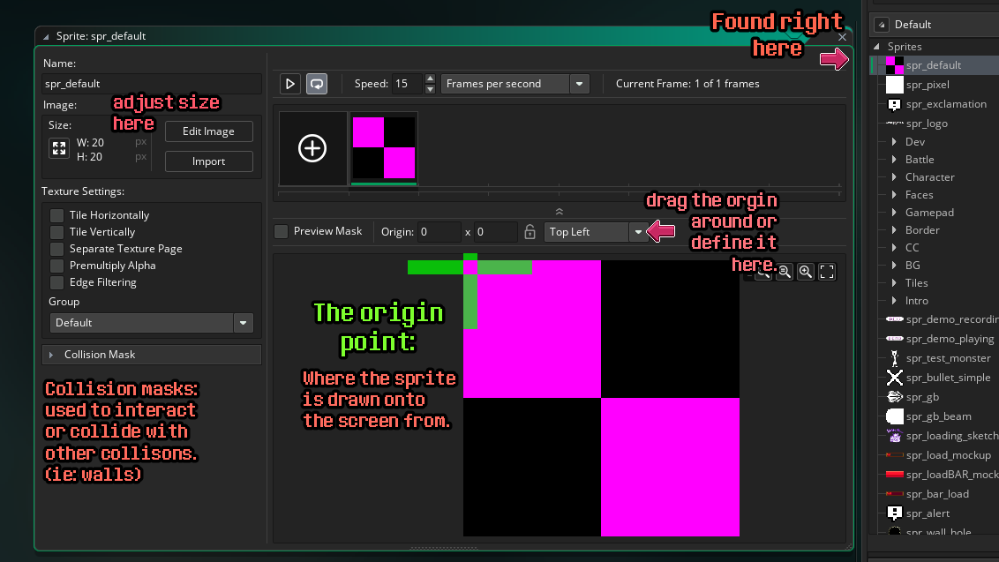 Sprite: spr_default
Found right
here
Name:
spr_default
Image:
adjust size
here
Size:
W: 20 px
H: 20 px
Edit Image
Import
Texture Settings:
Tile Horizontally
Tile Vertically
Separate Texture Page
Premultiply Alpha
Edge Filtering
Group
Default
Collision Mask
Collision masks:
used to interact
or collide with
other collisons.
(ie: walls)
Speed: 15 Frames per second Current Frame: 1 of 1 frames
drag the orgin
around or
define it
here.
Preview Mask Origin: 0 x 0 Top Left
The origin
point:
Where the sprite
is drawn onto
the screen from.
Default
Sprites
spr_default
spr_pixel
spr_exclamation
spr_logo
Dev
Battle
Character
Faces
Gamepad
Border
CC
BG
Tiles
Intro
spr_demo_recordin
spr_demo_playing
spr_test_monster
spr_bullet_simple
spr_gb
spr_gb_beam
spr_loading_sketch
spr_load_mockup
spr_loadBAR_mock
spr_bar_load
spr_alert
spr_wall_hole